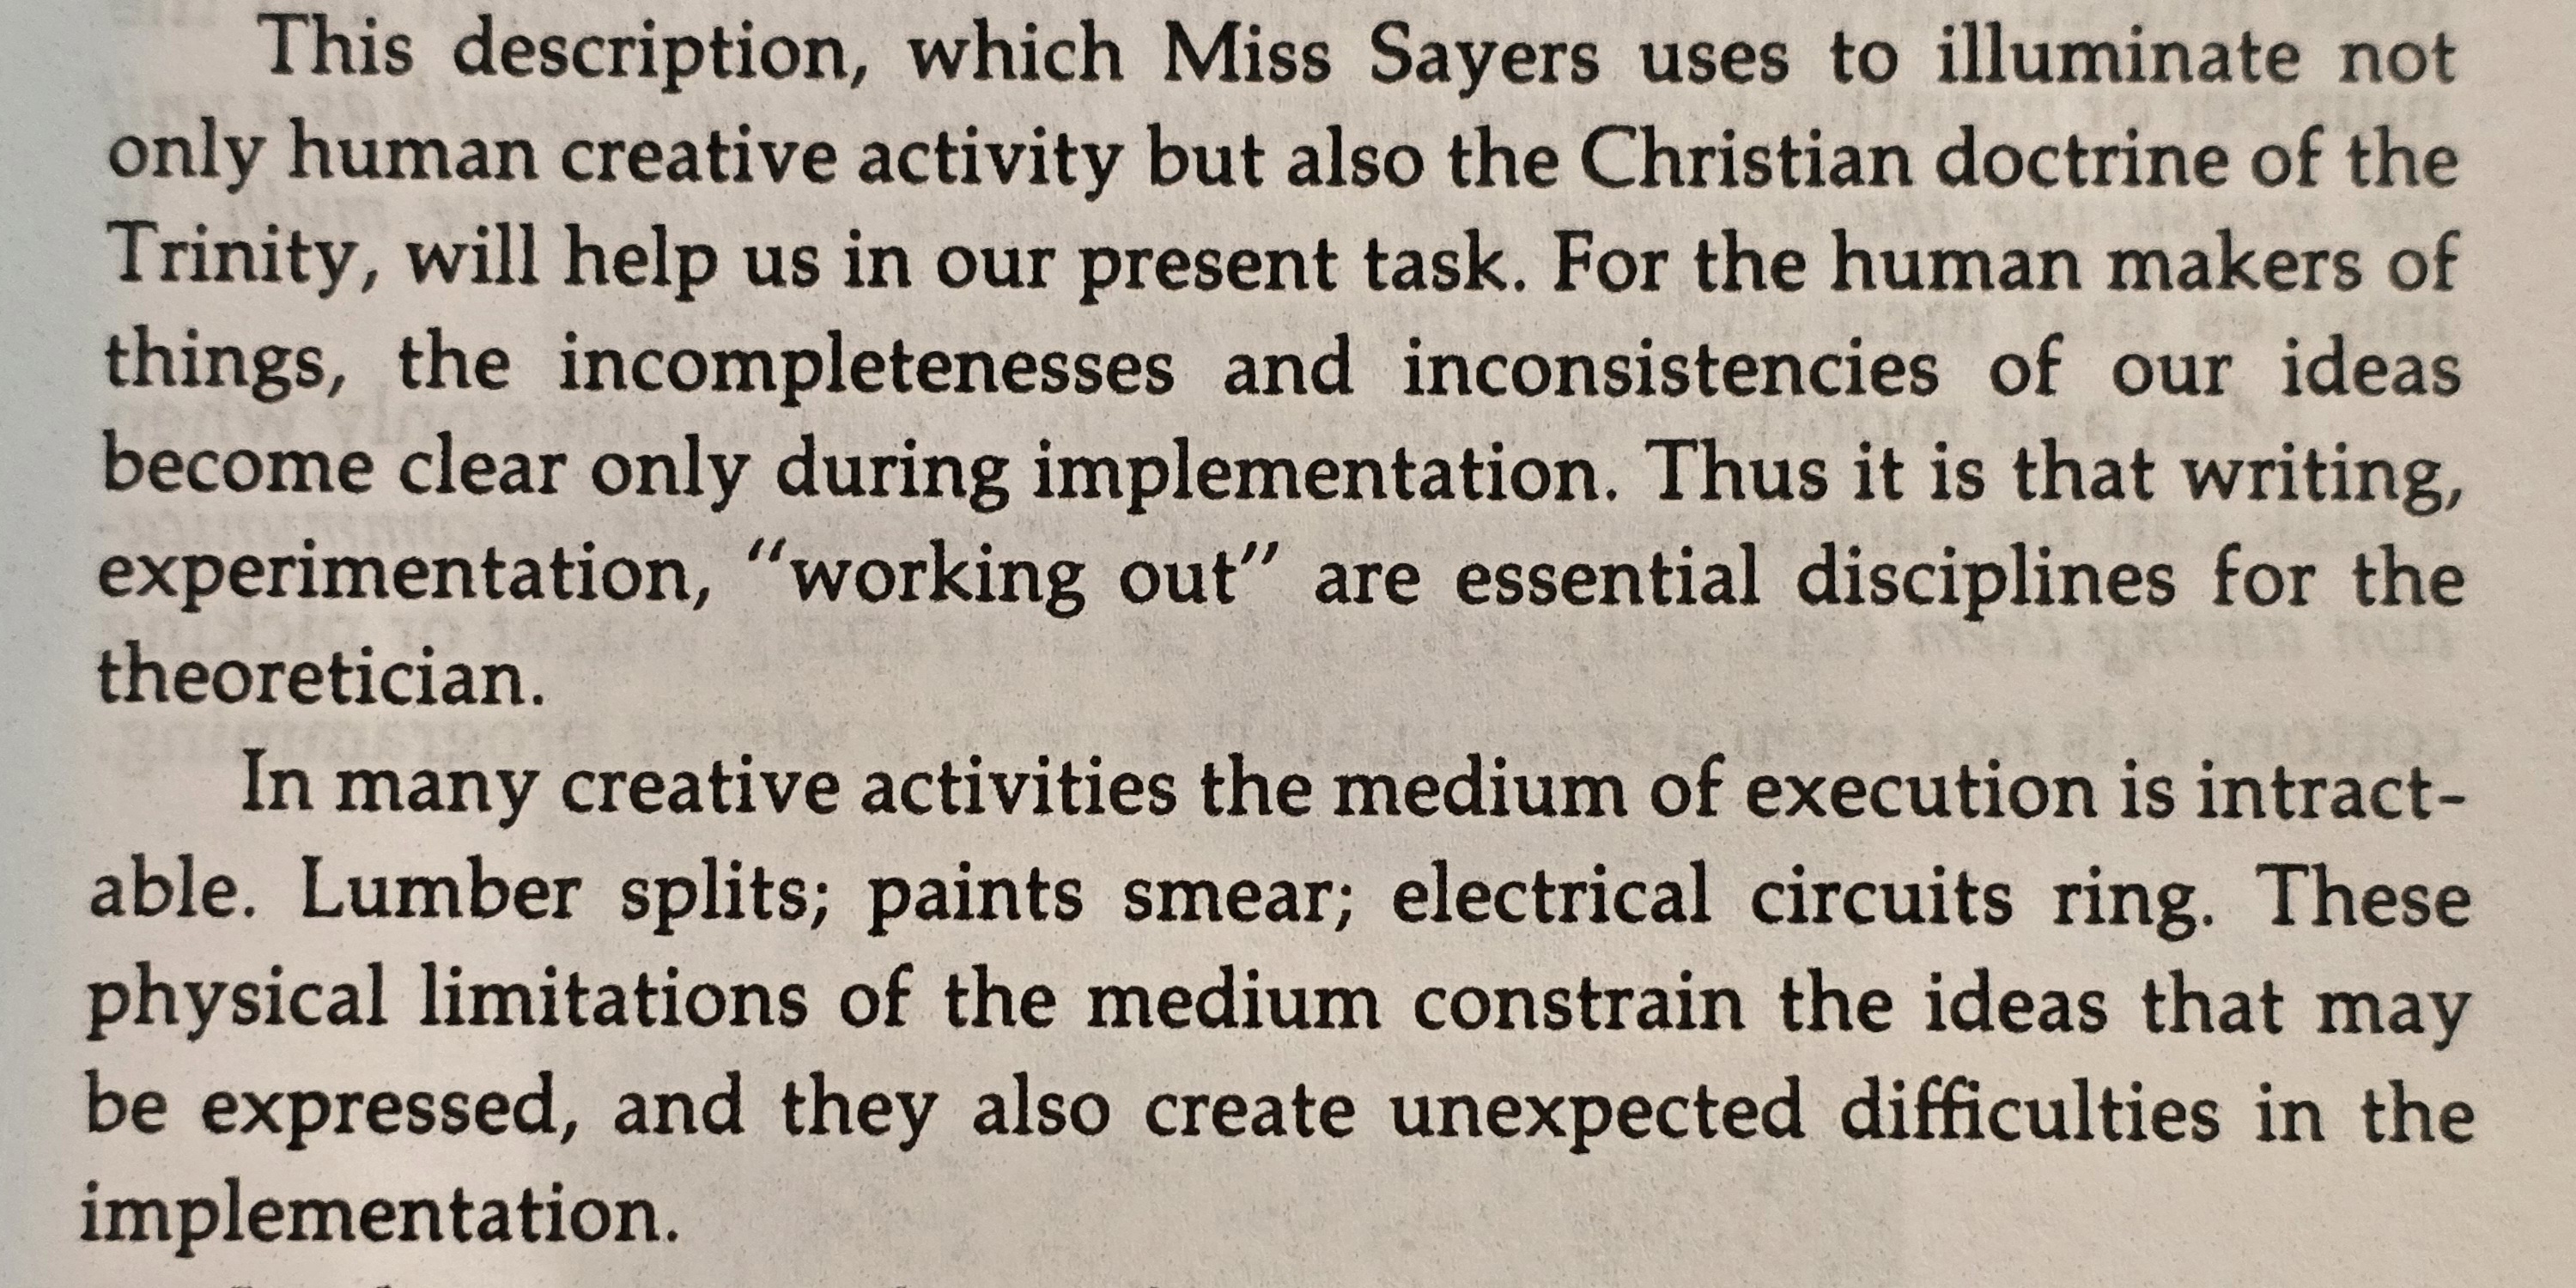 This description, which Miss Sayers uses to illuminate not
only human creative activity but also the Christian doctrine of the
Trinity, will help us in our present task. For the human makers of
things, the incompletenesses and inconsistencies of our ideas
become clear only during implementation. Thus it is that writing,
experimentation, “working out” are essential disciplines for the
theoretician.
In many creative activities the medium of execution is intract-
able. Lumber splits; paints smear; electrical circuits ring. These
physical limitations of the medium constrain the ideas that may
be expressed, and they also create unexpected difficulties in the
implementation.